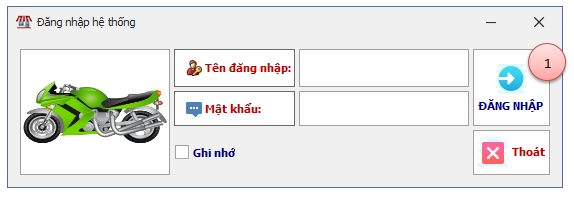 Đăng nhập hệ thống
Tên đăng nhập:
Mật khẩu:
Ghi nhớ
1
ĐĂNG NHẬP
Thoát